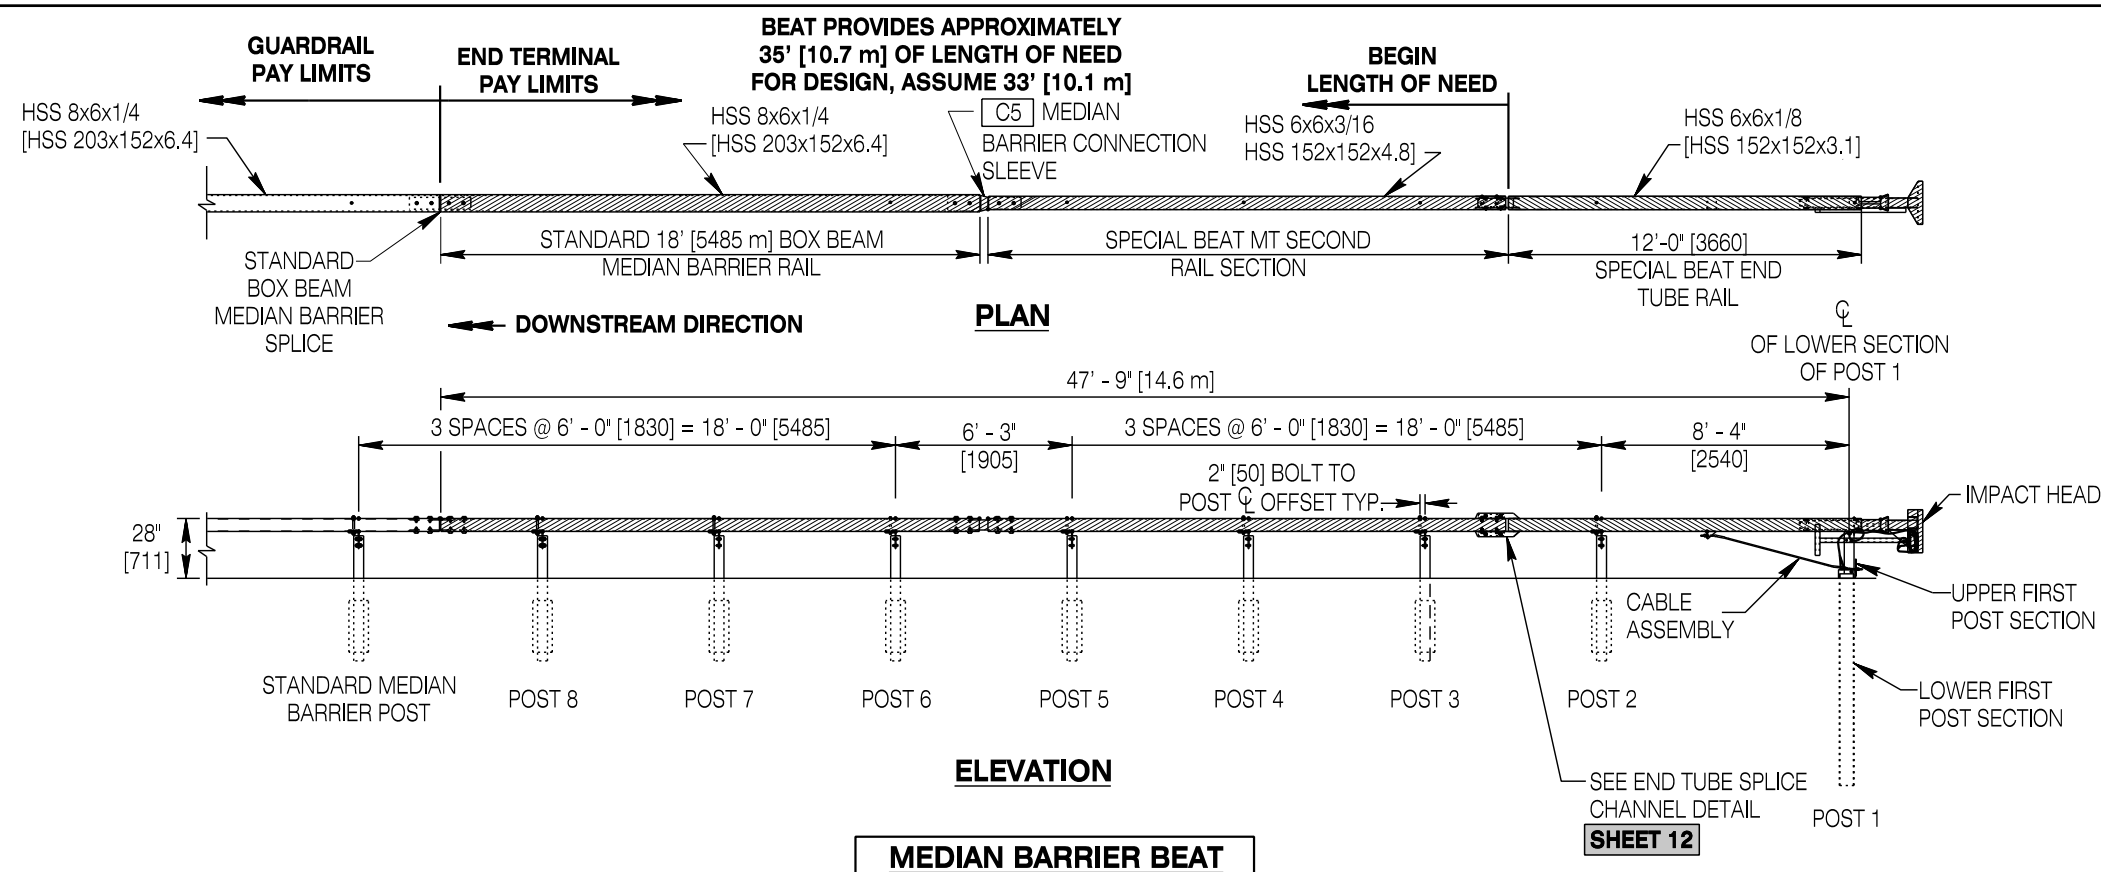 GUARDRAIL
PAY LIMITS
END TERMINAL
PAY LIMITS
BEAT PROVIDES APPROXIMATELY
35' [10.7 m] OF LENGTH OF NEED
FOR DESIGN, ASSUME 33' [10.1 m]
BEGIN
LENGTH OF NEED
HSS 8x6x1/4
[HSS 203x152x6.4]
HSS 8x6x1/4
[HSS 203x152x6.4]
C5 MEDIAN
BARRIER CONNECTION
SLEEVE
HSS 6x6x3/16
HSS 152x152x4.8]
HSS 6x6x1/8
[HSS 152x152x3.1]
STANDARD
BOX BEAM
MEDIAN BARRIER
SPLICE
STANDARD 18' [5485 m] BOX BEAM
MEDIAN BARRIER RAIL
SPECIAL BEAT MT SECOND
RAIL SECTION
12'-0" [3660]
SPECIAL BEAT END
TUBE RAIL
DOWNSTREAM DIRECTION
PLAN
℄
OF LOWER SECTION
OF POST 1
47' - 9" [14.6 m]
3 SPACES @ 6' - 0" [1830] = 18' - 0" [5485]
6' - 3"
[1905]
3 SPACES @ 6' - 0" [1830] = 18' - 0" [5485]
8' - 4"
[2540]
2" [50] BOLT TO
POST ℄ OFFSET TYP.
IMPACT HEAD
28"
[711]
CABLE
ASSEMBLY
UPPER FIRST
POST SECTION
LOWER FIRST
POST SECTION
STANDARD MEDIAN
BARRIER POST
POST 8
POST 7
POST 6
POST 5
POST 4
POST 3
POST 2
POST 1
ELEVATION
SEE END TUBE SPLICE
CHANNEL DETAIL
SHEET 12
MEDIAN BARRIER BEAT